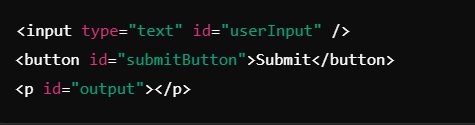 <input type="text" id="userInput" />
<button id="submitButton">Submit</button>
<p id="output"></p>